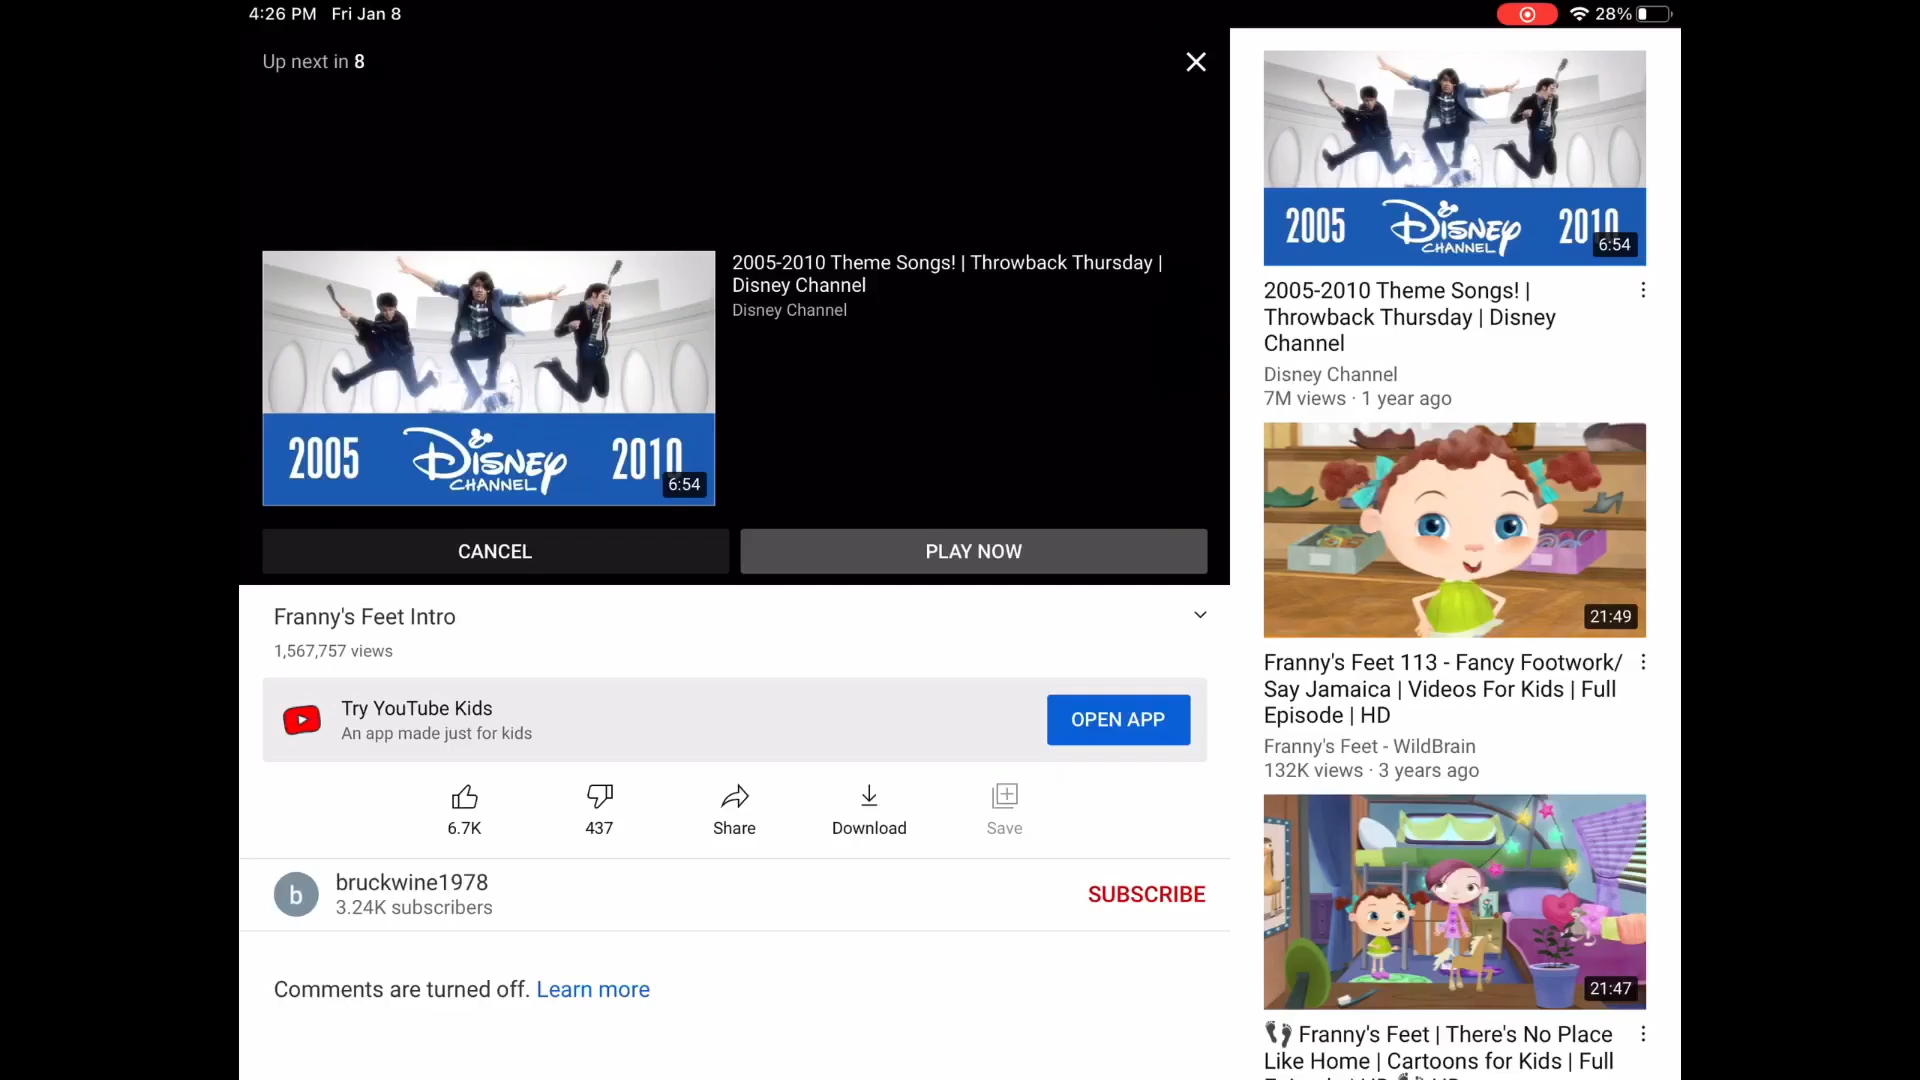 4:26 PM Fri Jan 8
28%
Up next in 8
2005 Disney CHANNEL 2010
6:54
2005-2010 Theme Songs! | Throwback Thursday |
Disney Channel
Disney Channel
CANCEL
PLAY NOW
Franny's Feet Intro
1,567,757 views
Try YouTube Kids
An app made just for kids
OPEN APP
6.7K
437
Share
Download
Save
b
bruckwine1978
3.24K subscribers
SUBSCRIBE
Comments are turned off. Learn more
2005 Disney CHANNEL 2010
6:54
2005-2010 Theme Songs! |
Throwback Thursday | Disney
Channel
Disney Channel
7M views · 1 year ago
21:49
Franny's Feet 113 - Fancy Footwork/
Say Jamaica | Videos For Kids | Full
Episode | HD
Franny's Feet - WildBrain
132K views · 3 years ago
21:47
👣 Franny's Feet | There's No Place
Like Home | Cartoons for Kids | Full